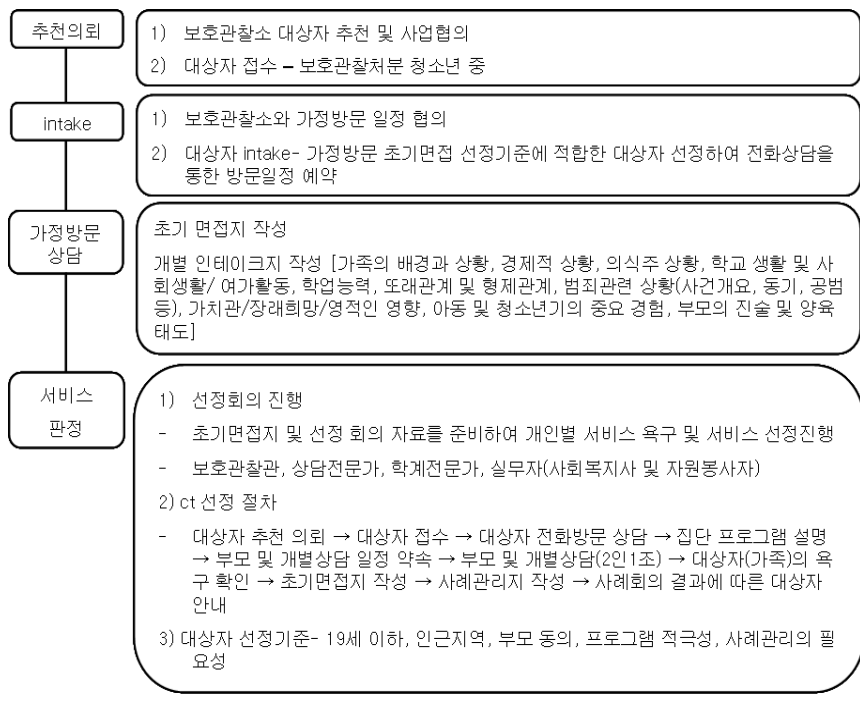 추천의뢰
1) 보호관찰소 대상자 추천 및 사업협의
2) 대상자 접수 – 보호관찰처분 청소년 중
intake
1) 보호관찰소와 가정방문 일정 협의
2) 대상자 intake- 가정방문 초기면접 선정기준에 적합한 대상자 선정하여 전화상담을
통한 방문일정 예약
가정방문
상담
초기 면접지 작성
개별 인테이크지 작성 [가족의 배경과 상황, 경제적 상황, 의식주 상황, 학교 생활 및 사
회생활/ 여가활동, 학업능력, 또래관계 및 형제관계, 범죄관련 상황(사건개요, 동기, 공범
등), 가치관/장래희망/영적인 영향, 아동 및 청소년기의 중요 경험, 부모의 진술 및 양육
태도]
서비스
판정
1) 선정회의 진행
- 초기면접지 및 선정 회의 자료를 준비하여 개인별 서비스 욕구 및 서비스 선정진행
- 보호관찰관, 상담전문가, 학계전문가, 실무자(사회복지사 및 자원봉사자)
2) ct 선정 절차
- 대상자 추천 의뢰 → 대상자 접수 → 대상자 전화방문 상담 → 집단 프로그램 설명
→ 부모 및 개별상담 일정 약속 → 부모 및 개별상담(2인1조) → 대상자(가족)의 욕
구 확인 → 초기면접지 작성 → 사례관리지 작성 → 사례회의 결과에 따른 대상자
안내
3) 대상자 선정기준- 19세 이하, 인근지역, 부모 동의, 프로그램 적극성, 사례관리의 필
요성